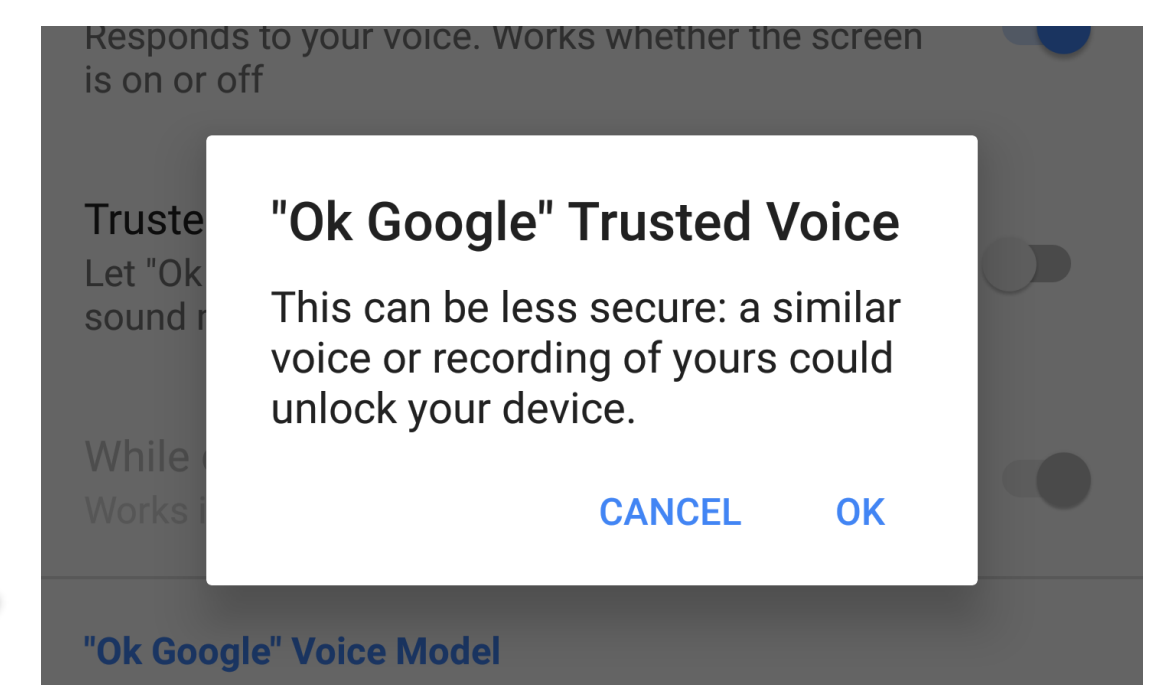 Responds to your voice. Works whether the screen
is on or off
Truste
"Ok Google" Trusted Voice
Let "Ok
sound r
This can be less secure: a similar
voice or recording of yours could
unlock your device.
While
Works i
CANCEL OK
"Ok Google" Voice Model